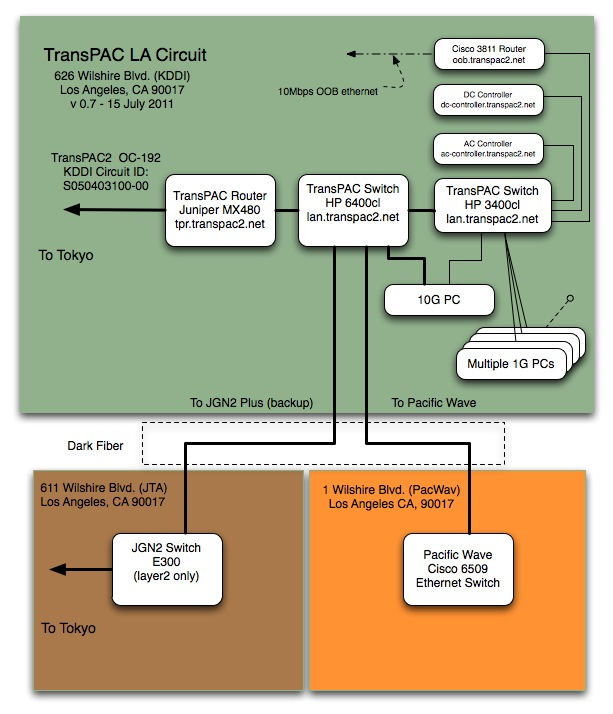 TransPAC LA Circuit
626 Wilshire Blvd. (KDDI)
Los Angeles, CA 90017
v 0.7 - 15 July 2011
Cisco 3811 Router
oob.transpac2.net
10Mbps OOB ethernet
DC Controller
dc-controller.transpac2.net
AC Controller
ac-controller.transpac2.net
TransPAC2 OC-192
KDDI Circuit ID:
S050403100-00
TransPAC Router
Juniper MX480
tpr.transpac2.net
TransPAC Switch
HP 6400cl
lan.transpac2.net
TransPAC Switch
HP 3400cl
lan.transpac2.net
To Tokyo
10G PC
Multiple 1G PCs
To JGN2 Plus (backup)
To Pacific Wave
Dark Fiber
611 Wilshire Blvd. (JTA)
Los Angeles, CA 90017
JGN2 Switch
E300
(layer2 only)
To Tokyo
1 Wilshire Blvd. (PacWav)
Los Angeles CA, 90017
Pacific Wave
Cisco 6509
Ethernet Switch